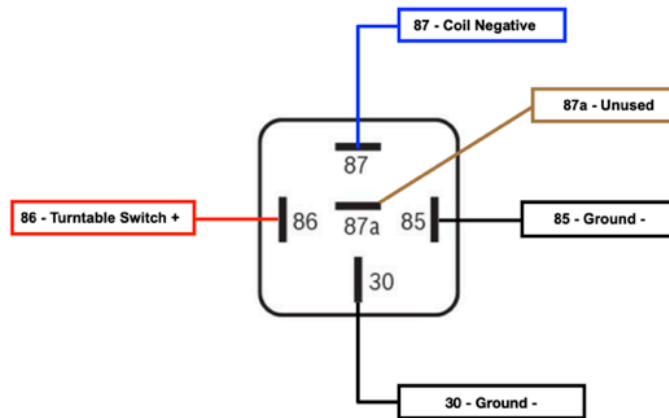 87 - Coil Negative
87a - Unused
87
86 - Turntable Switch +
86
87a
85
85 - Ground -
30
30 - Ground -